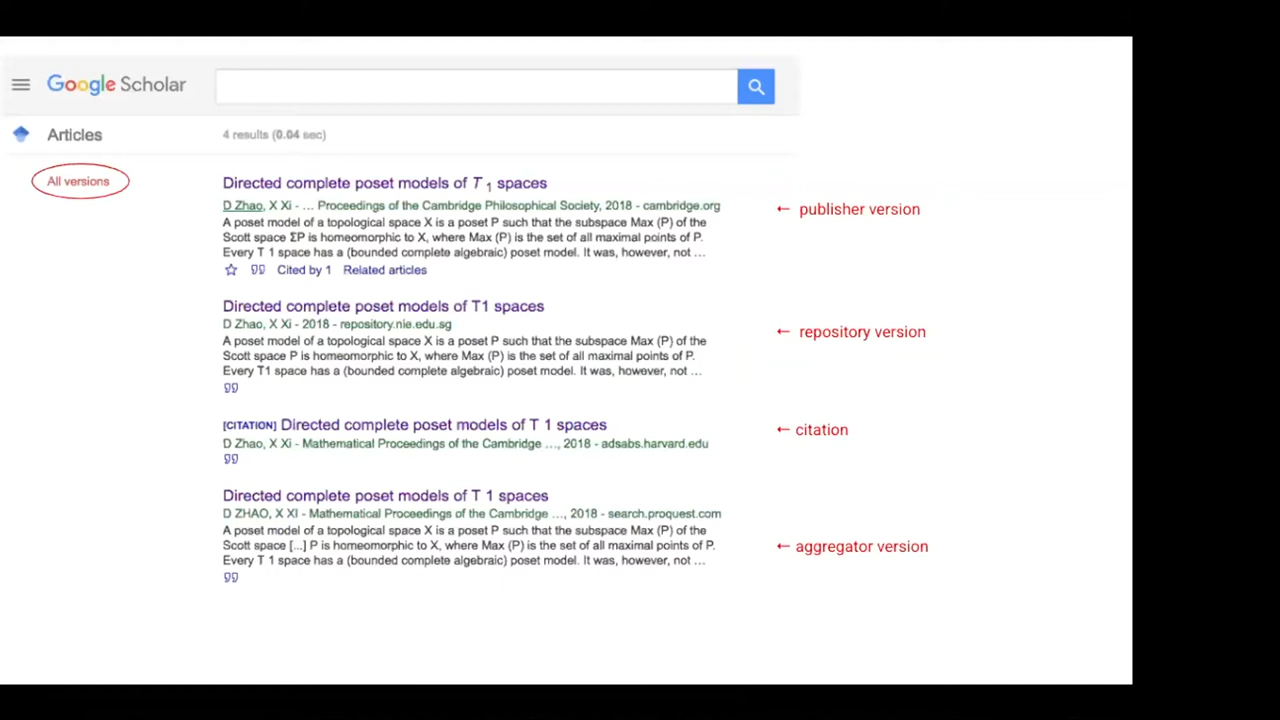 Google Scholar
Articles
4 results (0.04 sec)
All versions
Directed complete poset models of T 1 spaces
D Zhao, X Xi - ... Proceedings of the Cambridge Philosophical Society, 2018 - cambridge.org
← publisher version
A poset model of a topological space X is a poset P such that the subspace Max (P) of the
Scott space ΣP is homeomorphic to X, where Max (P) is the set of all maximal points of P.
Every T 1 space has a (bounded complete algebraic) poset model. It was, however, not ...
Cited by 1 Related articles
Directed complete poset models of T1 spaces
D Zhao, X Xi - 2018 - repository.nie.edu.sg
← repository version
A poset model of a topological space X is a poset P such that the subspace Max (P) of the
Scott space P is homeomorphic to X, where Max (P) is the set of all maximal points of P.
Every T1 space has a (bounded complete algebraic) poset model. It was, however, not ...
[CITATION] Directed complete poset models of T 1 spaces
← citation
D Zhao, X Xi - Mathematical Proceedings of the Cambridge ..., 2018 - adsabs.harvard.edu
Directed complete poset models of T 1 spaces
D ZHAO, X XI - Mathematical Proceedings of the Cambridge ..., 2018 - search.proquest.com
A poset model of a topological space X is a poset P such that the subspace Max (P) of the
Scott space [...] P is homeomorphic to X, where Max (P) is the set of all maximal points of P.
← aggregator version
Every T 1 space has a (bounded complete algebraic) poset model. It was, however, not ...